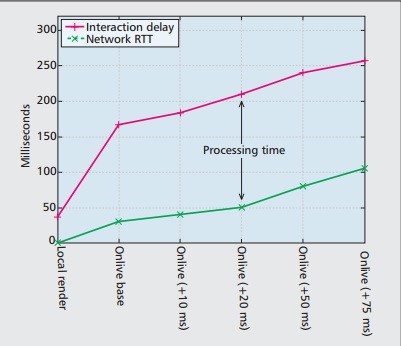 Interaction delay
Network RTT
300
250
200
150
100
50
0
Milliseconds
Processing time
Local render
Onlive base
Onlive (+10 ms)
Onlive (+20 ms)
Onlive (+50 ms)
Onlive (+75 ms)